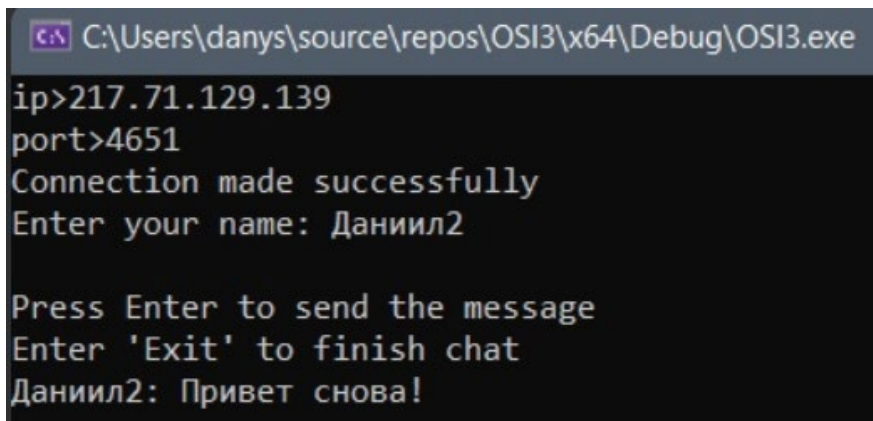 C:\Users\danys\source\repos\OSI3\x64\Debug\OSI3.exe
ip>217.71.129.139
port>4651
Connection made successfully
Enter your name: Даниил2
Press Enter to send the message
Enter 'Exit' to finish chat
Даниил2: Привет снова!